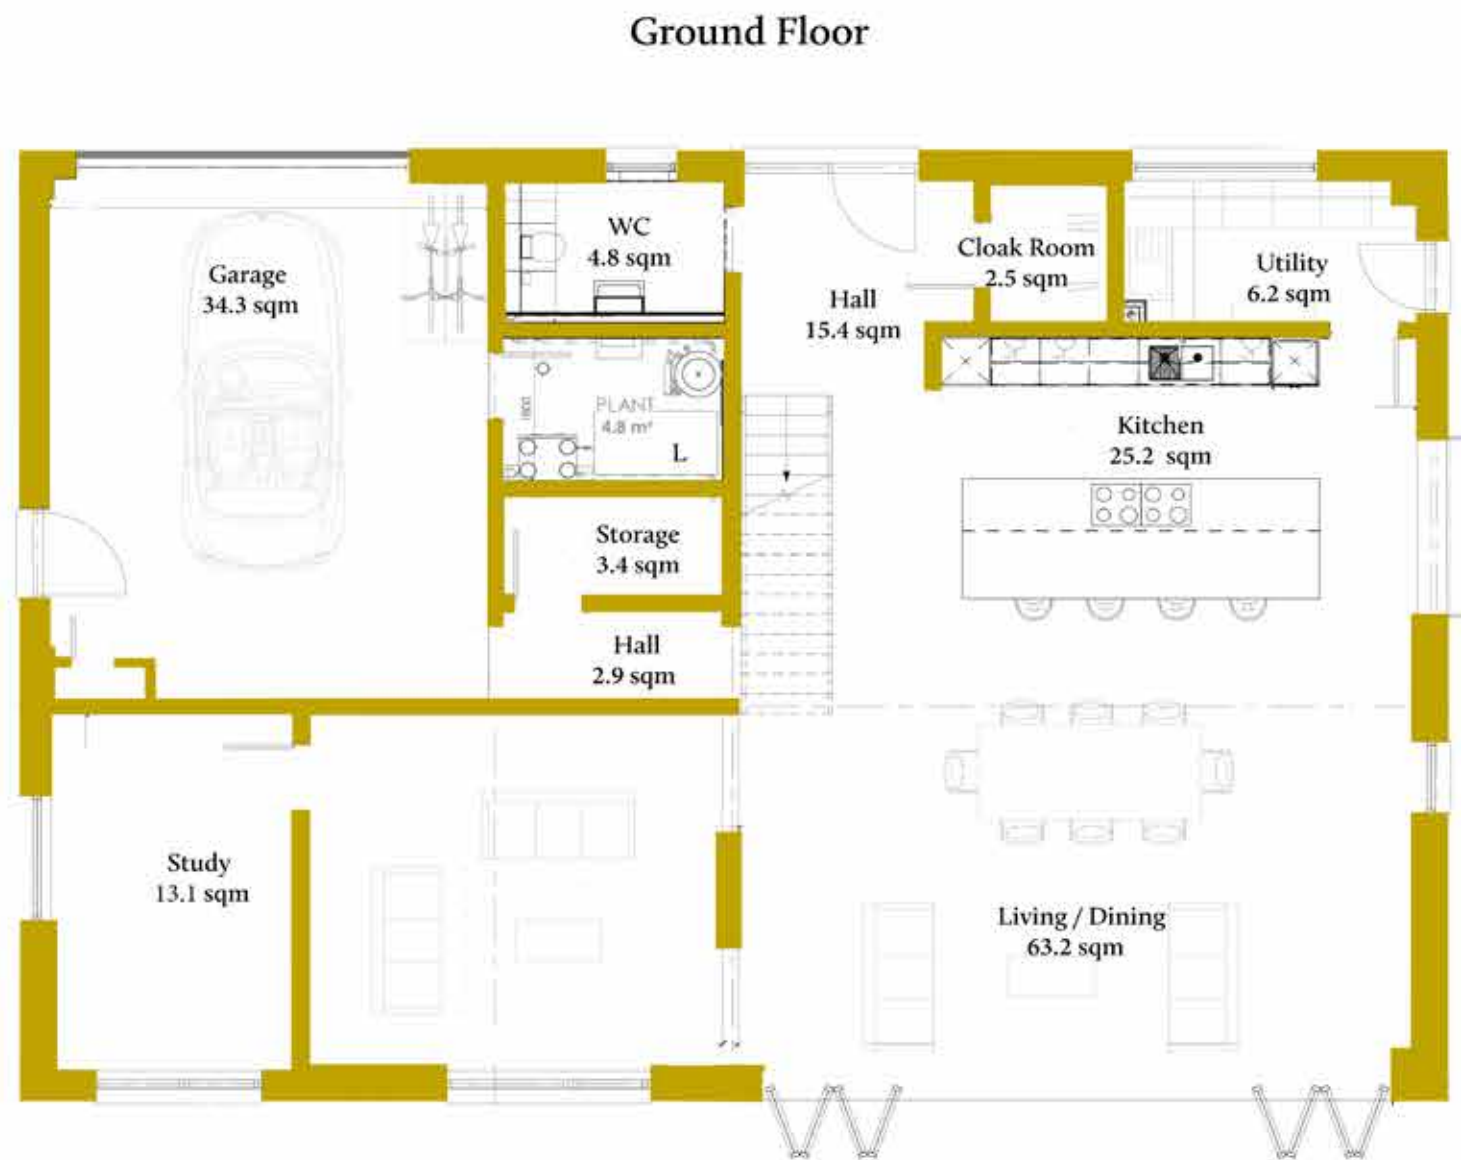 Ground Floor
WC
4.8 sqm
Garage
34.3 sqm
Cloak Room
2.5 sqm
Utility
6.2 sqm
Hall
15.4 sqm
PLANT
4.8 m²
1800
L
Kitchen
25.2 sqm
Storage
3.4 sqm
Hall
2.9 sqm
Study
13.1 sqm
Living / Dining
63.2 sqm